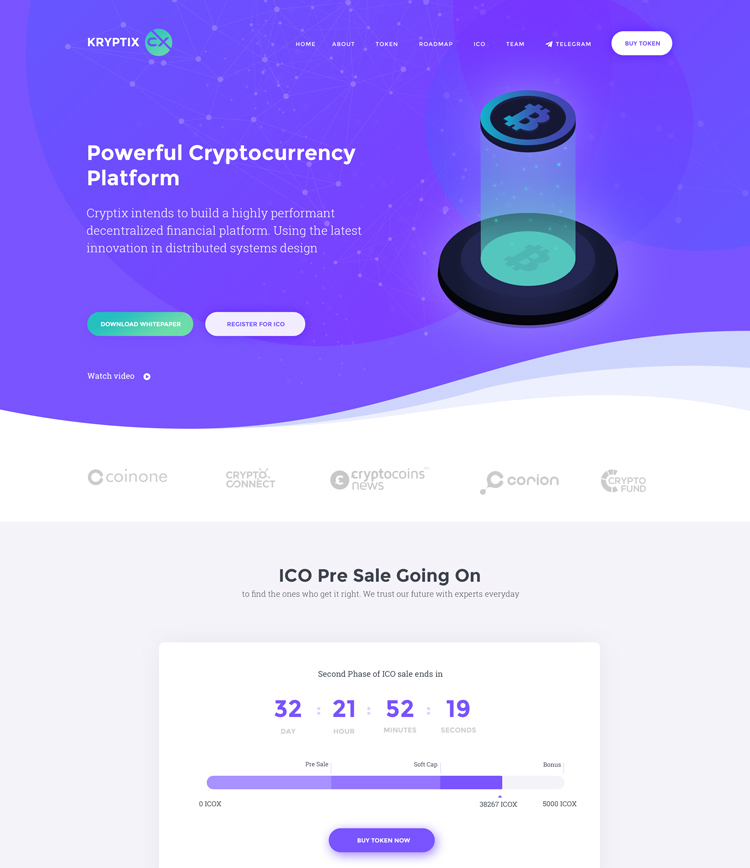 KRYPTIX CX
HOME ABOUT TOKEN ROADMAP ICO TEAM TELEGRAM BUY TOKEN
Powerful Cryptocurrency
Platform
Cryptix intends to build a highly performant
decentralized financial platform. Using the latest
innovation in distributed systems design
DOWNLOAD WHITEPAPER REGISTER FOR ICO
Watch video
coinone
CRYPTO
CONNECT
cryptocoins
news
corion
CRYPTO
FUND
ICO Pre Sale Going On
to find the ones who get it right. We trust our future with experts everyday
Second Phase of ICO sale ends in
32 : 21 : 52 : 19
DAY HOUR MINUTES SECONDS
Pre Sale Soft Cap Bonus
0 ICOX 38267 ICOX 5000 ICOX
BUY TOKEN NOW